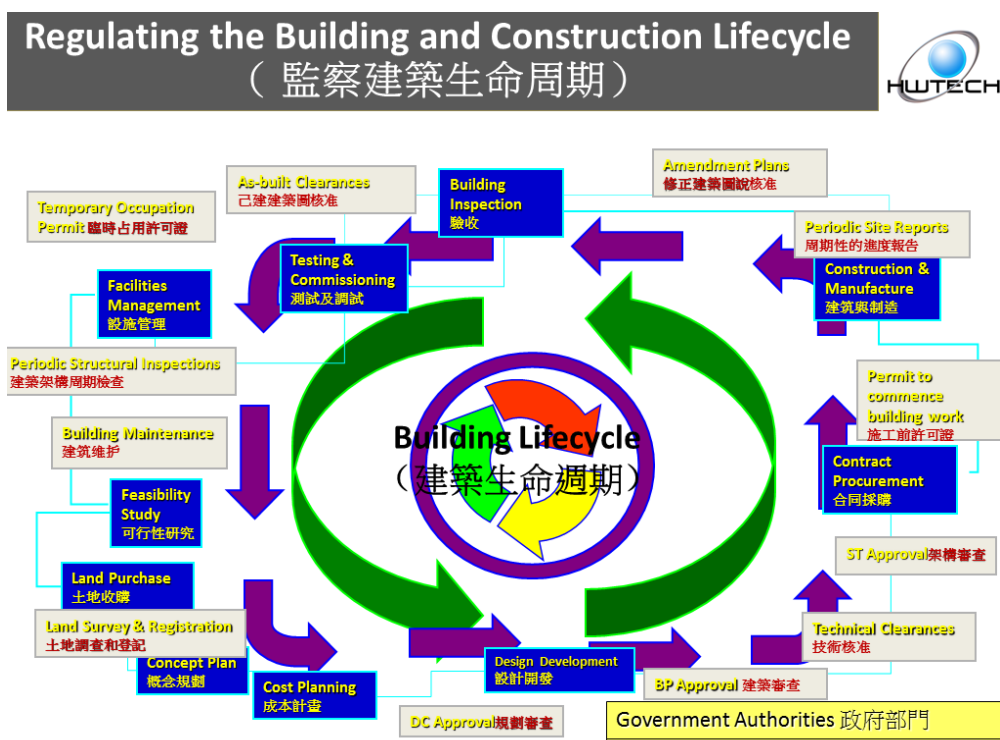 Regulating the Building and Construction Lifecycle
（ 監察建築生命周期）
HWTECH
As-built Clearances
己建建築圖核准
Building
Inspection
驗收
Amendment Plans
修正建築圖說核准
Temporary Occupation
Permit 臨時占用許可證
Testing &
Commissioning
測試及調試
Periodic Site Reports
周期性的進度報告
Facilities
Management
設施管理
Construction &
Manufacture
建筑與制造
Periodic Structural Inspections
建築架構周期檢查
Permit to
commence
building work
施工前許可證
Building Maintenance
建筑维护
Building Lifecycle
（建築生命週期）
Contract
Procurement
合同採購
Feasibility
Study
可行性研究
ST Approval架構審查
Land Purchase
土地收購
Land Survey & Registration
土地調查和登記
Technical Clearances
技術核准
Concept Plan
概念規劃
Cost Planning
成本計畫
Design Development
設計開發
BP Approval 建築審查
DC Approval規劃審查
Government Authorities 政府部門